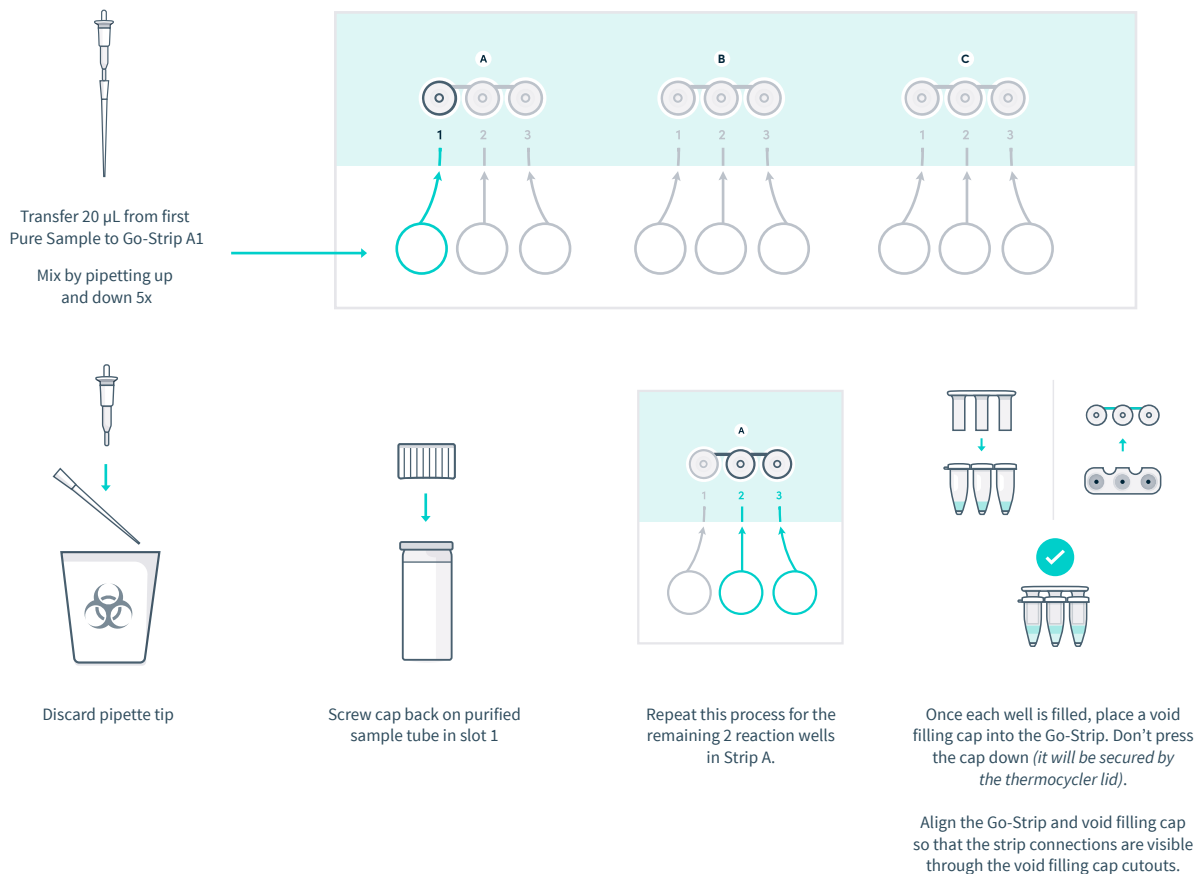 A
B
C
1
2
3
1
2
3
1
2
3
Transfer 20 µL from first
Pure Sample to Go-Strip A1
Mix by pipetting up
and down 5x
A
1
2
3
Discard pipette tip
Screw cap back on purified
sample tube in slot 1
Repeat this process for the
remaining 2 reaction wells
in Strip A.
Once each well is filled, place a void
filling cap into the Go-Strip. Don’t press
the cap down (it will be secured by
the thermocycler lid).
Align the Go-Strip and void filling cap
so that the strip connections are visible
through the void filling cap cutouts.